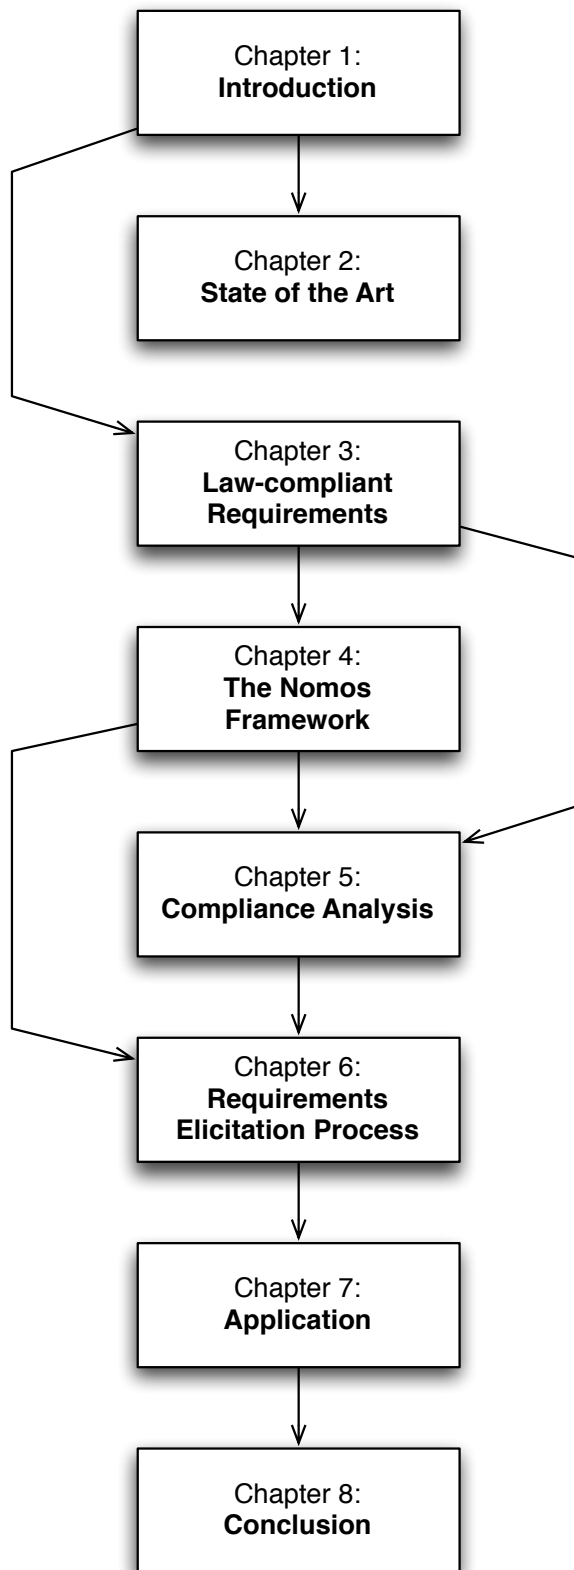 Chapter 1:
Introduction
Chapter 2:
State of the Art
Chapter 3:
Law-compliant
Requirements
Chapter 4:
The Nomos
Framework
Chapter 5:
Compliance Analysis
Chapter 6:
Requirements
Elicitation Process
Chapter 7:
Application
Chapter 8:
Conclusion